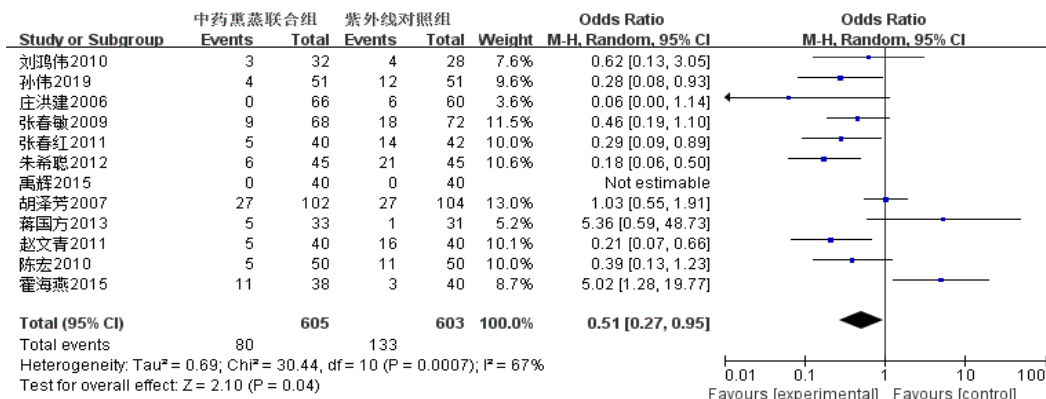 中药熏蒸联合组 紫外线对照组 Odds Ratio Odds Ratio
Study or Subgroup Events Total Events Total Weight M-H, Random, 95% CI M-H, Random, 95% CI
刘鸿伟2010 3 32 4 28 7.6% 0.62 [0.13, 3.05]
孙伟2019 4 51 12 51 9.6% 0.28 [0.08, 0.93]
庄洪建2006 0 66 6 60 3.6% 0.06 [0.00, 1.14]
张春敏2009 9 68 18 72 11.5% 0.46 [0.19, 1.10]
张春红2011 5 40 14 42 10.0% 0.29 [0.09, 0.89]
朱希聪2012 6 45 21 45 10.6% 0.18 [0.06, 0.50]
禹辉2015 0 40 0 40 Not estimable
胡泽芳2007 27 102 27 104 13.0% 1.03 [0.55, 1.91]
蒋国方2013 5 33 1 31 5.2% 5.36 [0.59, 48.73]
赵文青2011 5 40 16 40 10.1% 0.21 [0.07, 0.66]
陈宏2010 5 50 11 50 10.0% 0.39 [0.13, 1.23]
霍海燕2015 11 38 3 40 8.7% 5.02 [1.28, 19.77]
Total (95% CI) 605 603 100.0% 0.51 [0.27, 0.95]
Total events 80 133
Heterogeneity: Tau² = 0.69; Chi² = 30.44, df = 10 (P = 0.0007); I² = 67%
Test for overall effect: Z = 2.10 (P = 0.04)
0.01 0.1 1 10 100
Favours [experimental] Favours [control]